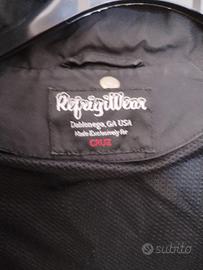 RefrigiWear
Dahlonega, GA USA
Made Exclusively for
CRUZ
subito